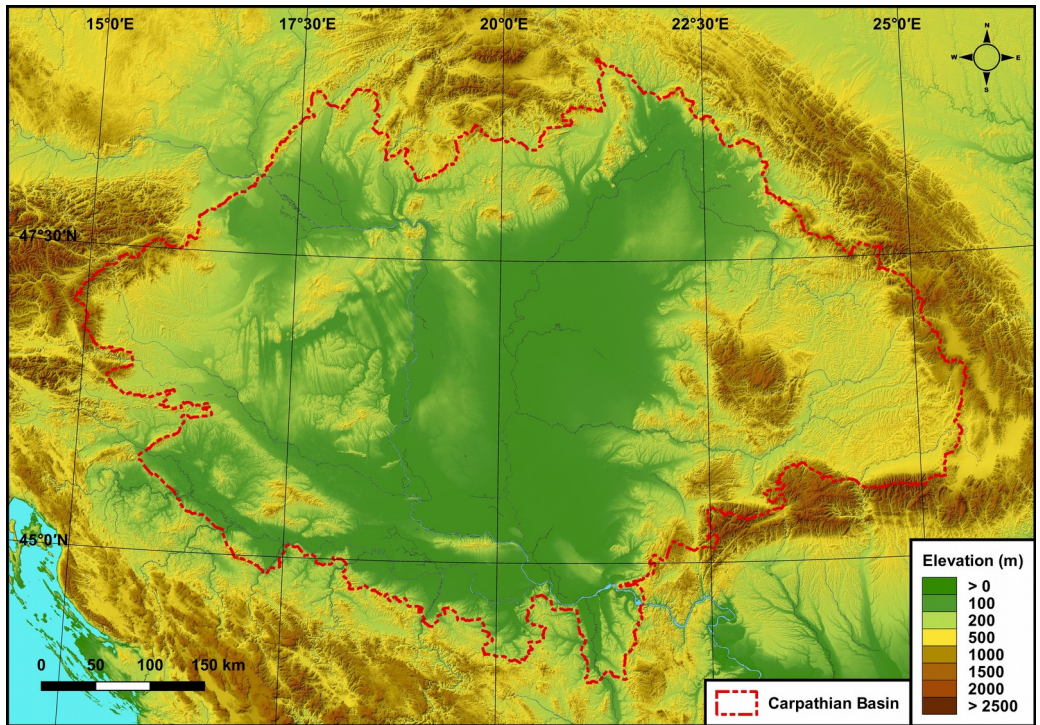 15°0′E 17°30′E 20°0′E 22°30′E 25°0′E
N
W E
S
47°30′N
45°0′N
0 50 100 150 km
Elevation (m)
> 0
100
200
500
1000
1500
2000
> 2500
Carpathian Basin